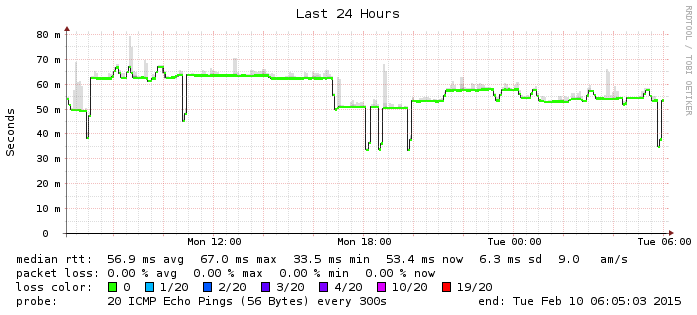 Last 24 Hours
RRDTOOL / TOBI OETIKER
Seconds
80 m
70 m
60 m
50 m
40 m
30 m
20 m
10 m
0
Mon 12:00 Mon 18:00 Tue 00:00 Tue 06:00
median rtt: 56.9 ms avg 67.0 ms max 33.5 ms min 53.4 ms now 6.3 ms sd 9.0 am/s
packet loss: 0.00 % avg 0.00 % max 0.00 % min 0.00 % now
loss color: 0 1/20 2/20 3/20 4/20 10/20 19/20
probe: 20 ICMP Echo Pings (56 Bytes) every 300s end: Tue Feb 10 06:05:03 2015